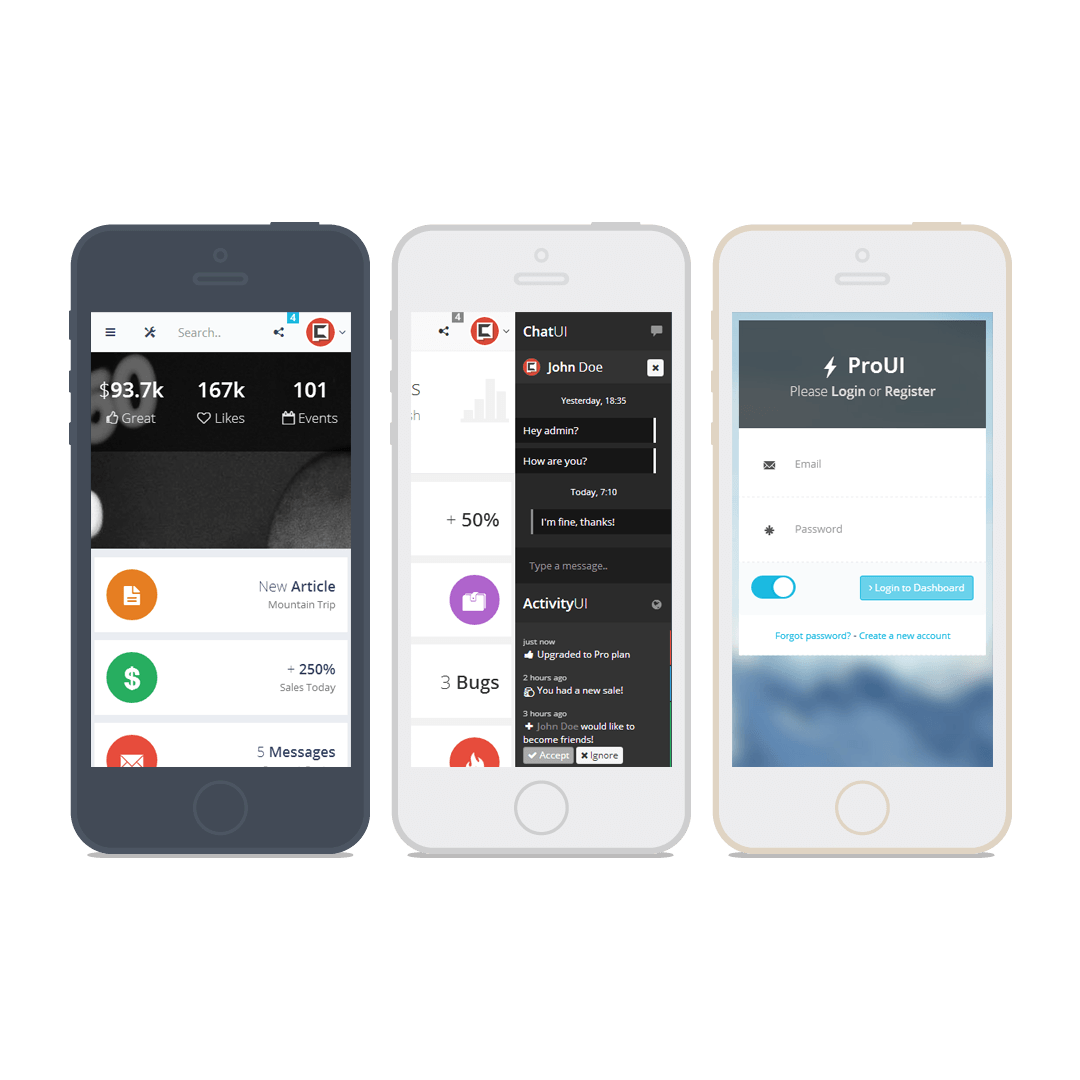 4
Search..
$93.7k
167k
101
Great
Likes
Events
New Article
Mountain Trip
+ 250%
Sales Today
5 Messages
4
+ 50%
3 Bugs
ChatUI
John Doe
Yesterday, 18:35
Hey admin?
How are you?
Today, 7:10
I'm fine, thanks!
Type a message..
ActivityUI
just now
Upgraded to Pro plan
2 hours ago
You had a new sale!
3 hours ago
John Doe would like to
become friends!
Accept
Ignore
ProUI
Please Login or Register
Email
Password
Login to Dashboard
Forgot password? - Create a new account